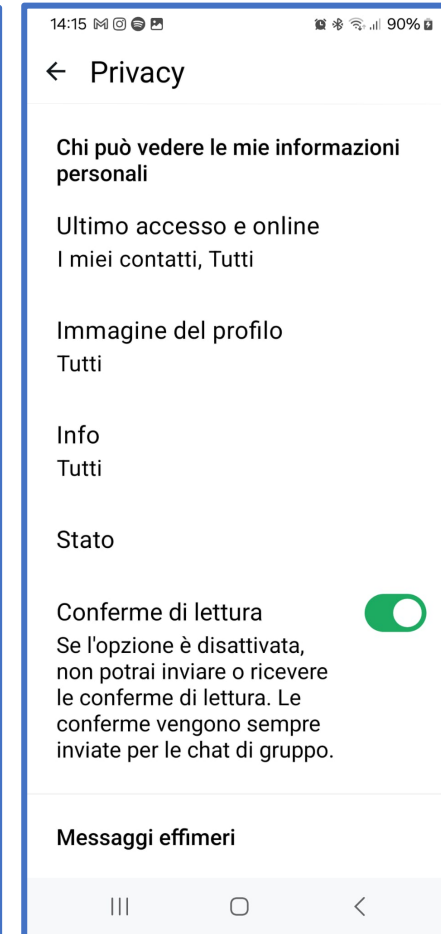 14:15 90%
Privacy
Chi può vedere le mie informazioni
personali
Ultimo accesso e online
I miei contatti, Tutti
Immagine del profilo
Tutti
Info
Tutti
Stato
Conferme di lettura
Se l'opzione è disattivata,
non potrai inviare o ricevere
le conferme di lettura. Le
conferme vengono sempre
inviate per le chat di gruppo.
Messaggi effimeri